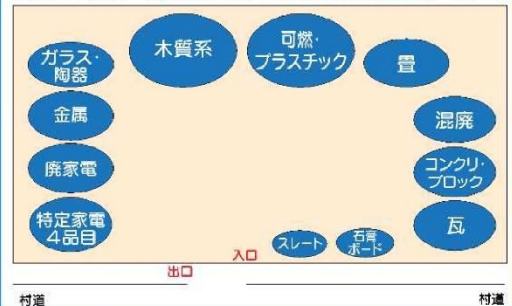 木質系
可燃・
プラスチック
畳
ガラス・
陶器
金属
混廃
廃家電
コンクリ・
ブロック
特定家電
4品目
瓦
スレート
石膏
ボード
入口
出口
村道
村道